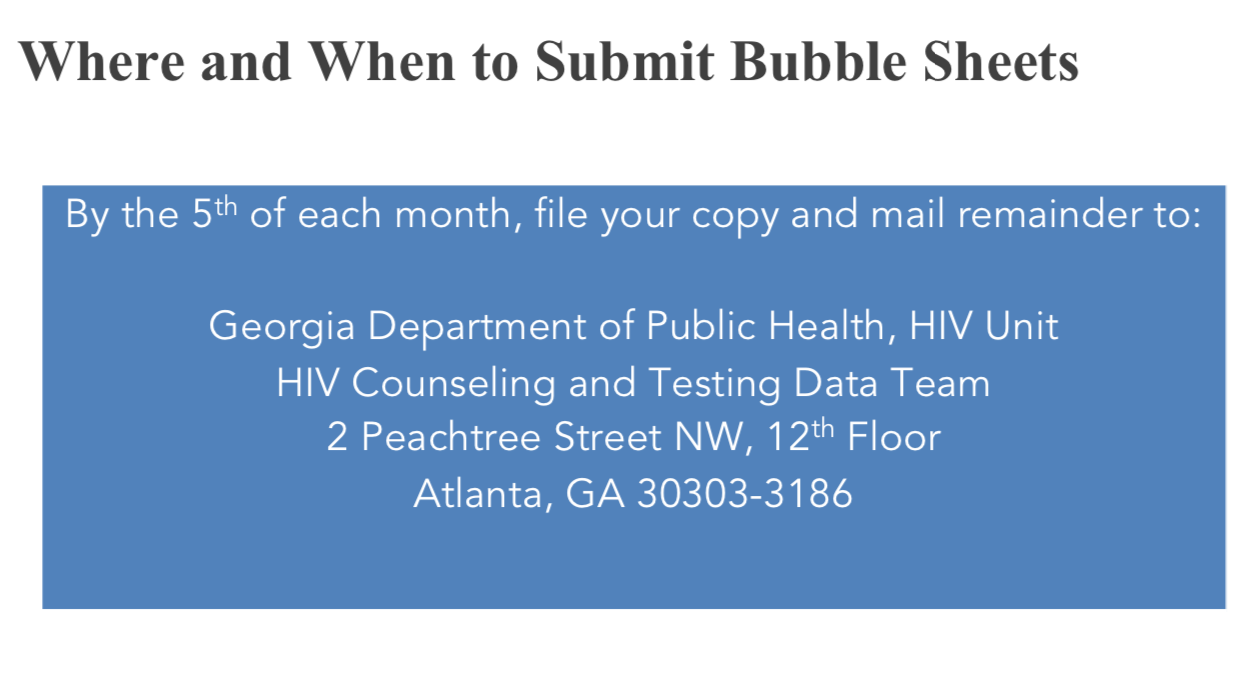 Where and When to Submit Bubble Sheets
By the 5th of each month, file your copy and mail remainder to:
Georgia Department of Public Health, HIV Unit
HIV Counseling and Testing Data Team
2 Peachtree Street NW, 12th Floor
Atlanta, GA 30303-3186